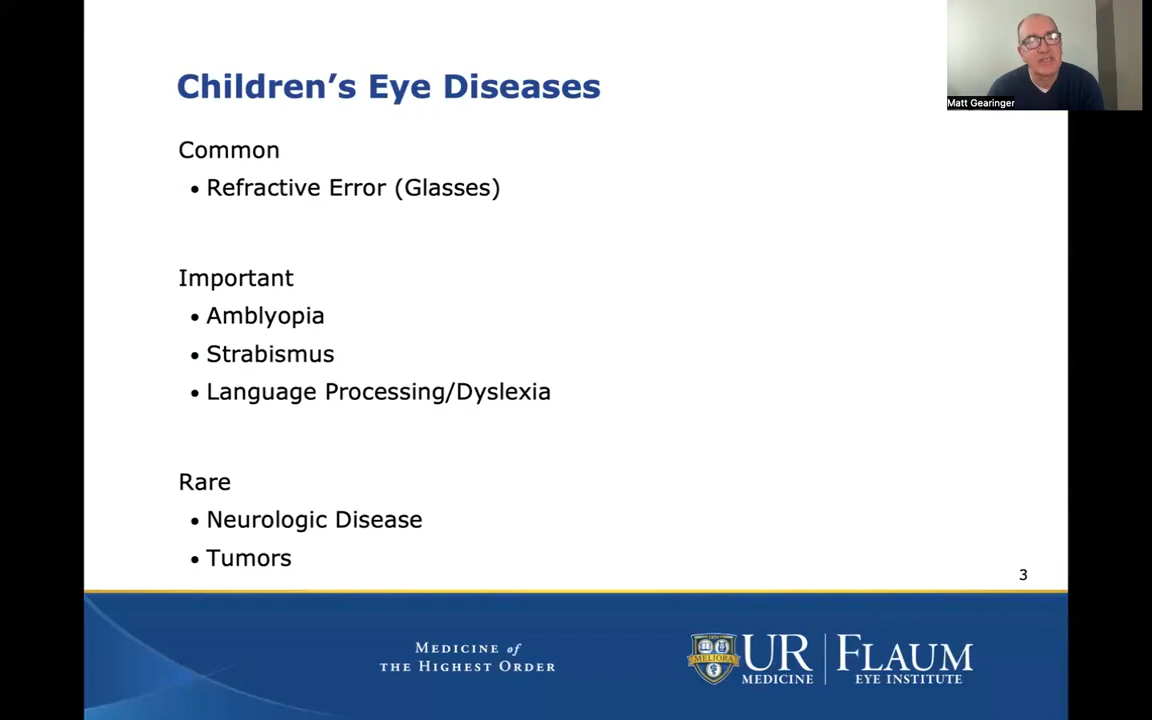 Children's Eye Diseases
Matt Gearinger
Common
• Refractive Error (Glasses)
Important
• Amblyopia
• Strabismus
• Language Processing/Dyslexia
Rare
• Neurologic Disease
• Tumors
3
MEDICINE of
THE HIGHEST ORDER
MELIORA
UR
MEDICINE
FLAUM
EYE INSTITUTE